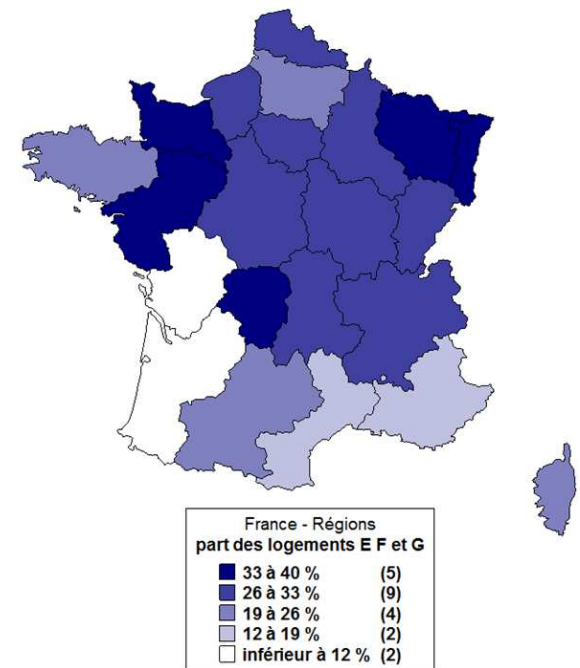 France - Régions
part des logements E F et G
33 à 40 % (5)
26 à 33 % (9)
19 à 26 % (4)
12 à 19 % (2)
inférieur à 12 % (2)